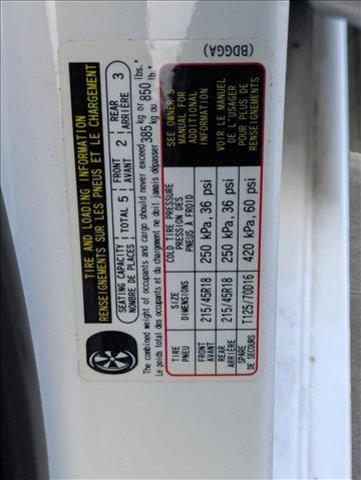 (BDGGA)
TIRE AND LOADING INFORMATION
RENSEIGNEMENTS SUR LES PNEUS ET LE CHARGEMENT
SEATING CAPACITY TOTAL 5 FRONT 2 REAR 3
NOMBRE DE PLACES AVANT ARRIÈRE
The combined weight of occupants and cargo should never exceed 385 kg or 850 lbs.
Le poids total des occupants et du chargement ne doit jamais dépasser lb.
TIRE SIZE COLD TIRE PRESSURE SEE OWNER'S
PNEU DIMENSIONS PRESSION DES MANUAL FOR
PNEUS À FROID ADDITIONAL
INFORMATION
FRONT 215/45R18 250 kPa, 36 psi
AVANT
REAR 215/45R18 250 kPa, 36 psi
ARRIÈRE
SPARE T125/70D16 420 kPa, 60 psi
DE SECOURS
VOIR LE MANUEL
DE L'USAGER
POUR PLUS DE
RENSEIGNEMENTS